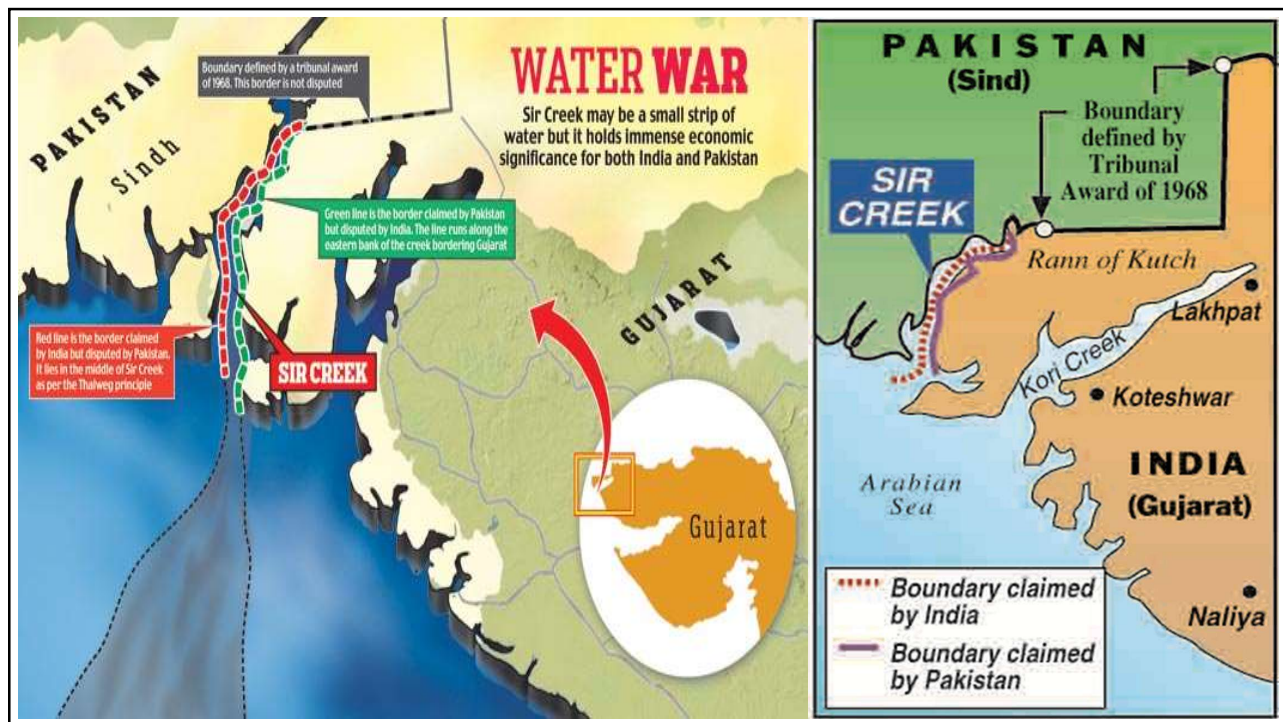 WATER WAR
Sir Creek may be a small strip of
water but it holds immense economic
significance for both India and Pakistan
Boundary defined by a tribunal award
of 1968. This border is not disputed
PAKISTAN
Sindh
Green line is the border claimed by Pakistan
but disputed by India. The line runs along the
eastern bank of the creek bordering Gujarat
GUJARAT
Red line is the border claimed
by India but disputed by Pakistan.
It lies in the middle of Sir Creek
as per the Thalweg principle
SIR CREEK
Gujarat
PAKISTAN
(Sind)
Boundary
defined by
Tribunal
Award of 1968
SIR
CREEK
Rann of Kutch
Lakhpat
Kori Creek
Koteshwar
INDIA
(Gujarat)
Arabian
Sea
Naliya
Boundary claimed
by India
Boundary claimed
by Pakistan